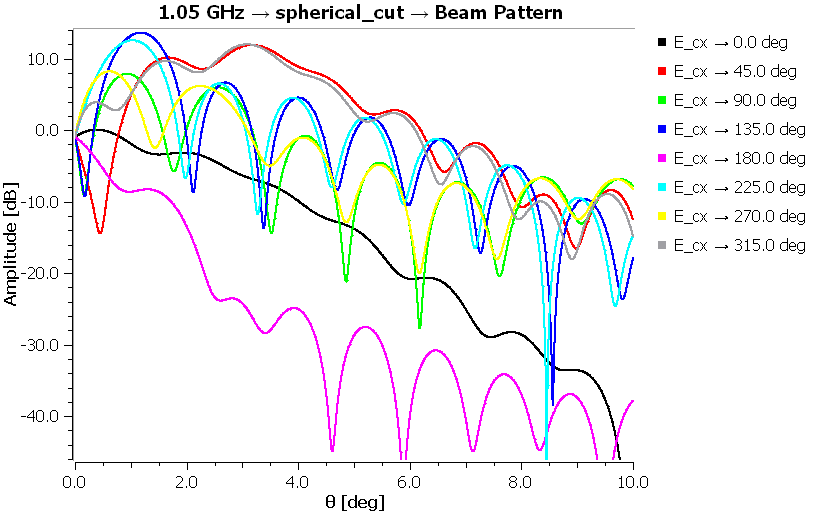 1.05 GHz → spherical_cut → Beam Pattern
Amplitude [dB]
10.0
0.0
-10.0
-20.0
-30.0
-40.0
0.0 2.0 4.0 6.0 8.0 10.0
θ [deg]
E_cx → 0.0 deg
E_cx → 45.0 deg
E_cx → 90.0 deg
E_cx → 135.0 deg
E_cx → 180.0 deg
E_cx → 225.0 deg
E_cx → 270.0 deg
E_cx → 315.0 deg